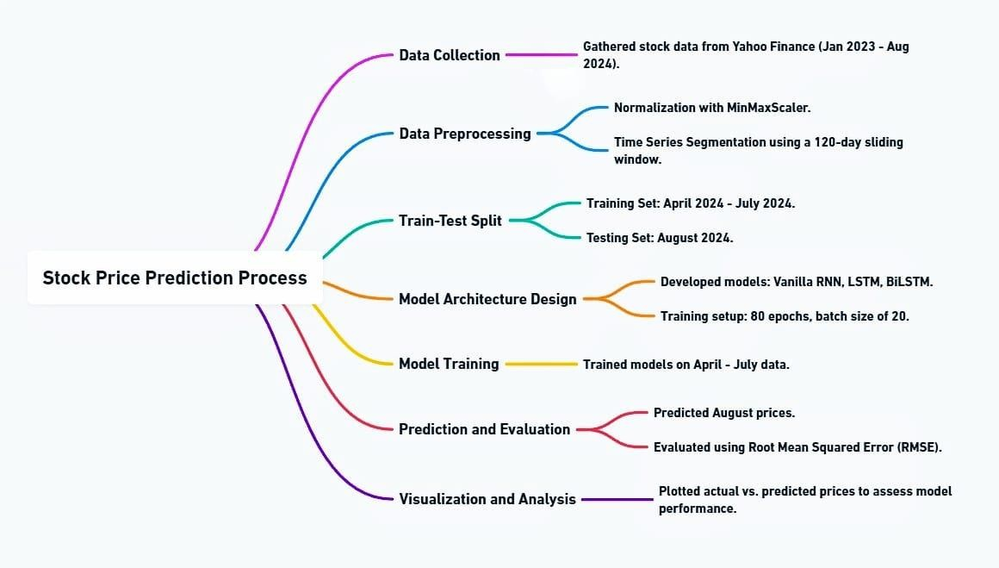 Stock Price Prediction Process
Data Collection
Gathered stock data from Yahoo Finance (Jan 2023 - Aug
2024).
Data Preprocessing
Normalization with MinMaxScaler.
Time Series Segmentation using a 120-day sliding
window.
Train-Test Split
Training Set: April 2024 - July 2024.
Testing Set: August 2024.
Model Architecture Design
Developed models: Vanilla RNN, LSTM, BiLSTM.
Training setup: 80 epochs, batch size of 20.
Model Training
Trained models on April - July data.
Prediction and Evaluation
Predicted August prices.
Evaluated using Root Mean Squared Error (RMSE).
Visualization and Analysis
Plotted actual vs. predicted prices to assess model
performance.